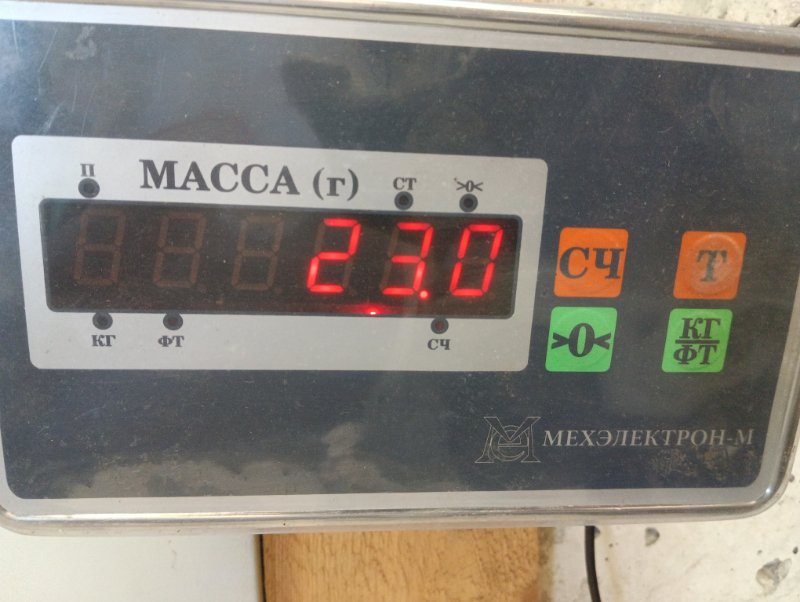 П МАССА (г) СТ >0<
23.0
КГ ФТ СЧ
СЧ Т
>0< КГ/ФТ
МЕХЭЛЕКТРОН-М